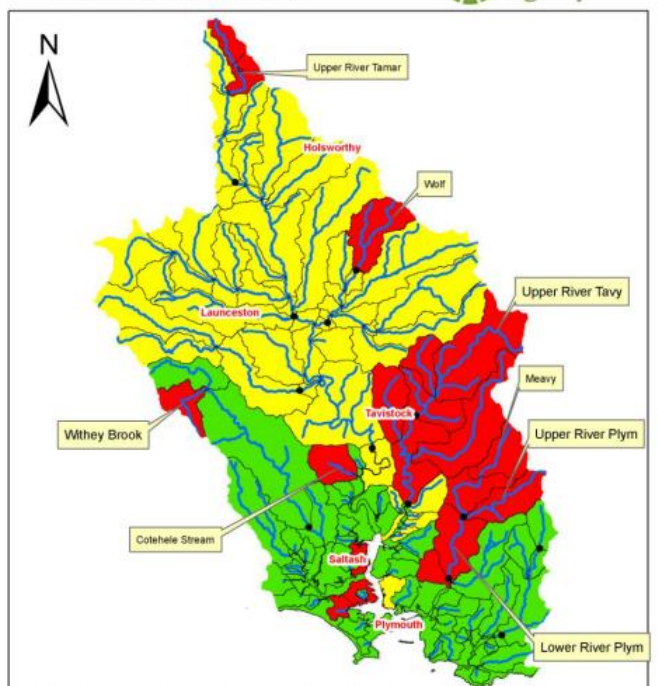 N
Upper River Tamar
Holsworthy
Wolf
Upper River Tavy
Launceston
Meavy
Tavistock
Upper River Plym
Withey Brook
Cotehele Stream
Saltash
Plymouth
Lower River Plym